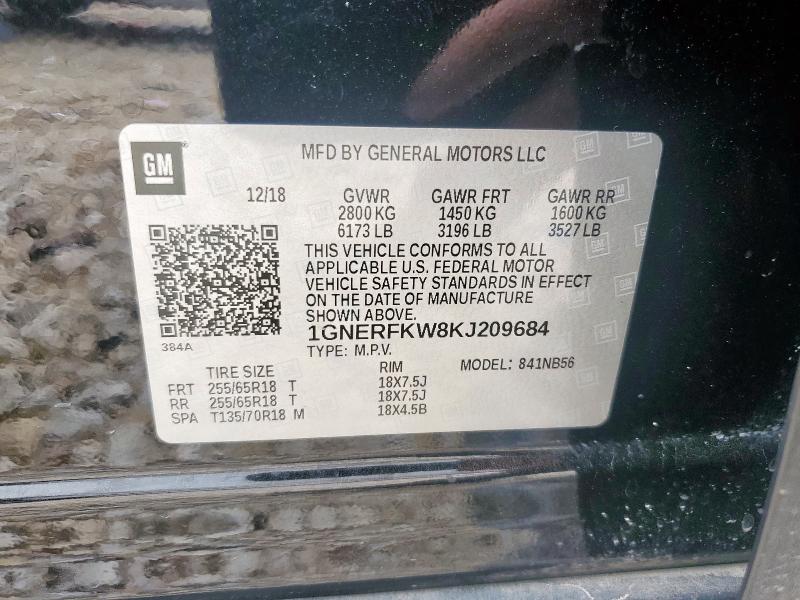 GM
MFD BY GENERAL MOTORS LLC
12/18 GVWR GAWR FRT GAWR RR
2800 KG 1450 KG 1600 KG
6173 LB 3196 LB 3527 LB
THIS VEHICLE CONFORMS TO ALL
APPLICABLE U.S. FEDERAL MOTOR
VEHICLE SAFETY STANDARDS IN EFFECT
ON THE DATE OF MANUFACTURE
SHOWN ABOVE.
1GNERFKW8KJ209684
384A
TYPE: M.P.V. MODEL: 841NB56
TIRE SIZE RIM
FRT 255/65R18 T 18X7.5J
RR 255/65R18 T 18X7.5J
SPA T135/70R18 M 18X4.5B